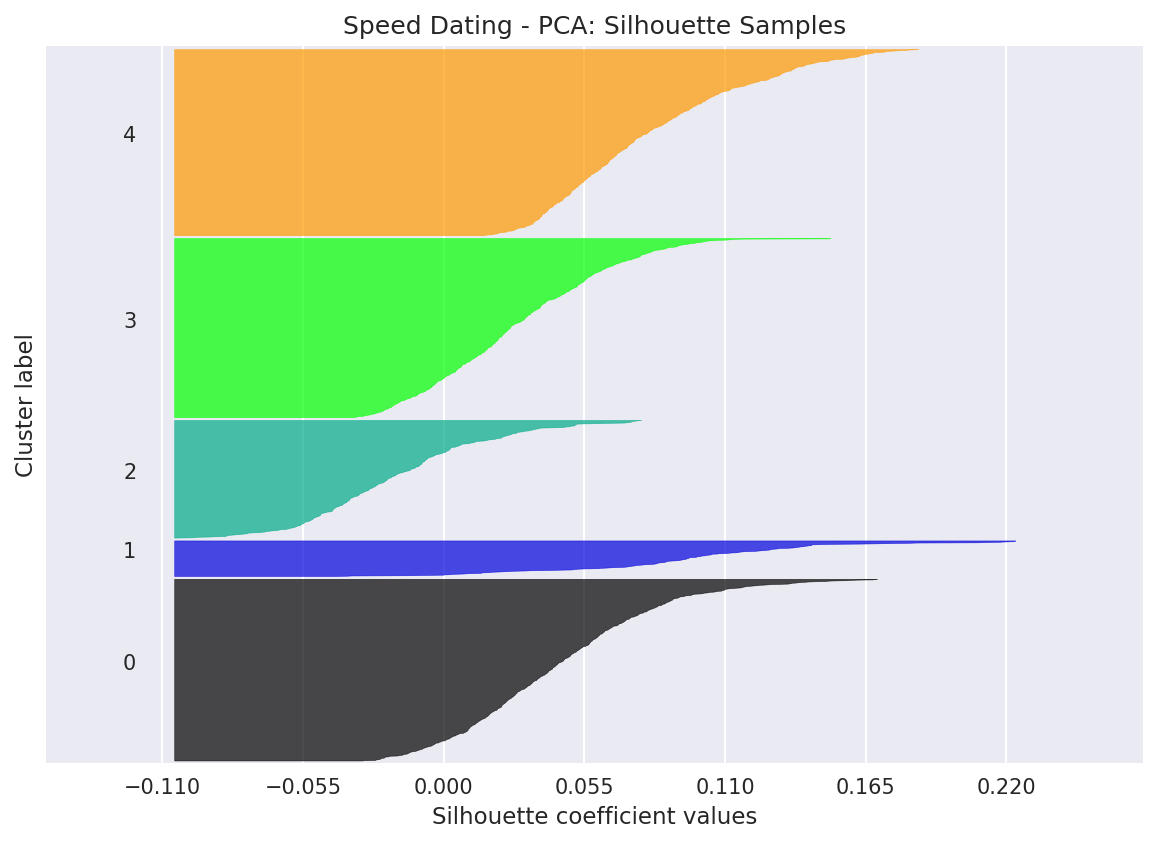 Speed Dating - PCA: Silhouette Samples
4
3
2
1
0
Cluster label
−0.110 −0.055 0.000 0.055 0.110 0.165 0.220
Silhouette coefficient values